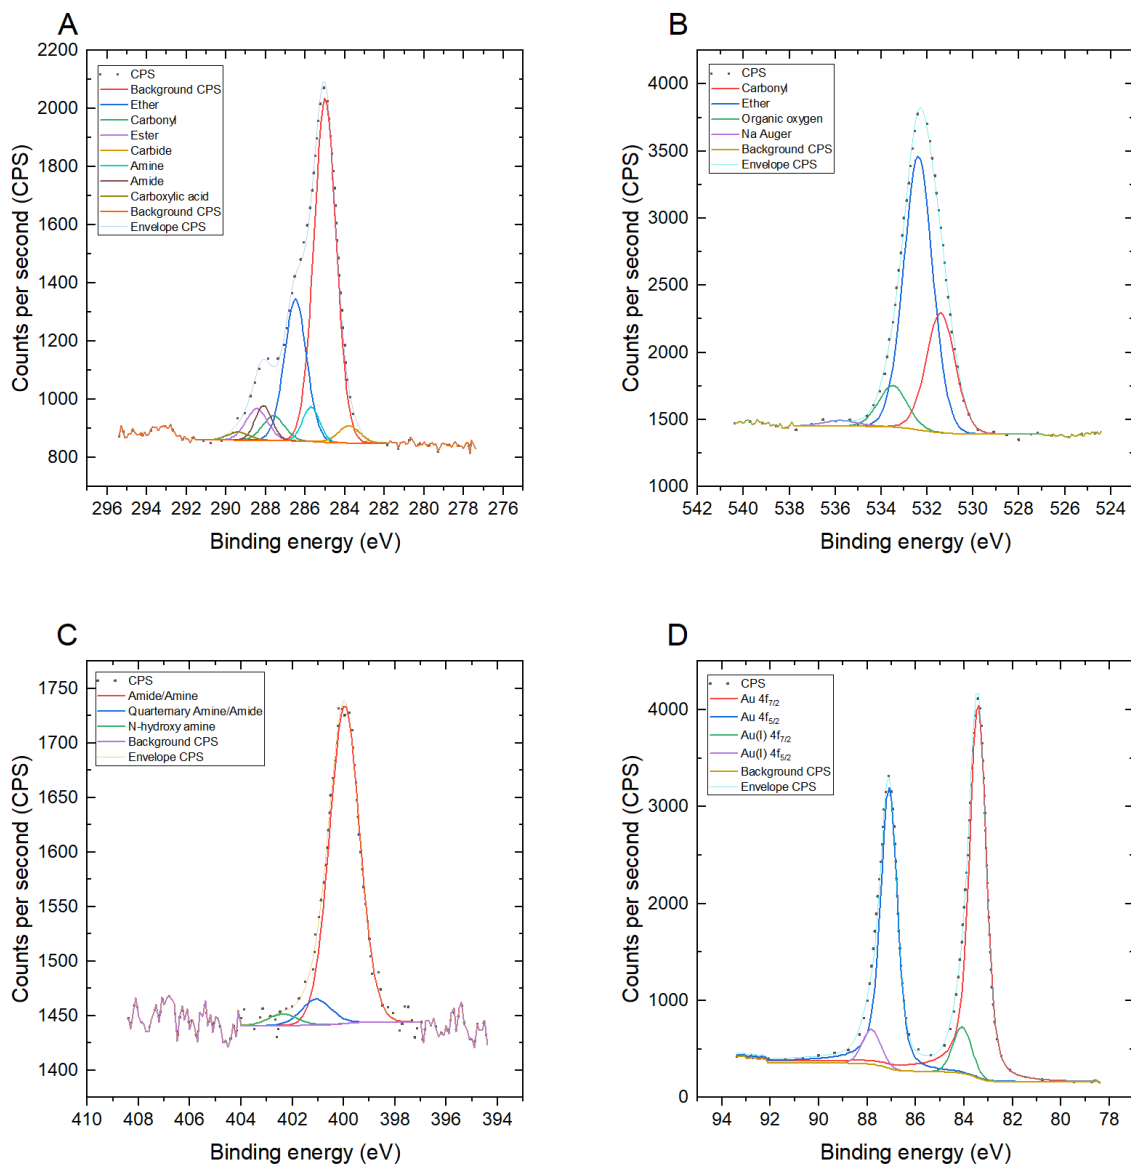 A
2200
2000
1800
1600
1400
1200
1000
800
CPS
Background CPS
Ether
Carbonyl
Ester
Carbide
Amine
Amide
Carboxylic acid
Background CPS
Envelope CPS
296 294 292 290 288 286 284 282 280 278 276
Counts per second (CPS)
Binding energy (eV)
B
4000
3500
3000
2500
2000
1500
1000
CPS
Carbonyl
Ether
Organic oxygen
Na Auger
Background CPS
Envelope CPS
542 540 538 536 534 532 530 528 526 524
Counts per second (CPS)
Binding energy (eV)
C
1750
1700
1650
1600
1550
1500
1450
1400
CPS
Amide/Amine
Quarternary Amine/Amide
N-hydroxy amine
Background CPS
Envelope CPS
410 408 406 404 402 400 398 396 394
Counts per second (CPS)
Binding energy (eV)
D
4000
3000
2000
1000
0
CPS
Au 4f7/2
Au 4f5/2
Au(I) 4f7/2
Au(I) 4f5/2
Background CPS
Envelope CPS
94 92 90 88 86 84 82 80 78
Counts per second (CPS)
Binding energy (eV)